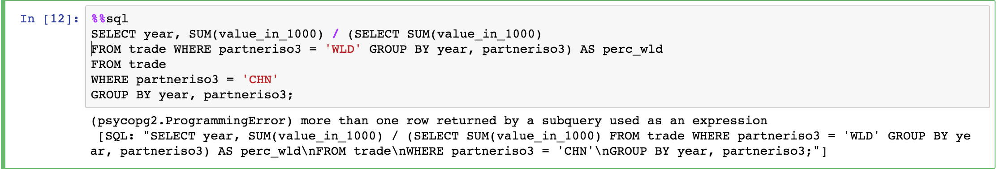 In [12]: %%sql
SELECT year, SUM(value_in_1000) / (SELECT SUM(value_in_1000)
FROM trade WHERE partneriso3 = 'WLD' GROUP BY year, partneriso3) AS perc_wld
FROM trade
WHERE partneriso3 = 'CHN'
GROUP BY year, partneriso3;
(psycopg2.ProgrammingError) more than one row returned by a subquery used as an expression
[SQL: "SELECT year, SUM(value_in_1000) / (SELECT SUM(value_in_1000) FROM trade WHERE partneriso3 = 'WLD' GROUP BY ye
ar, partneriso3) AS perc_wld\nFROM trade\nWHERE partneriso3 = 'CHN'\nGROUP BY year, partneriso3;"]